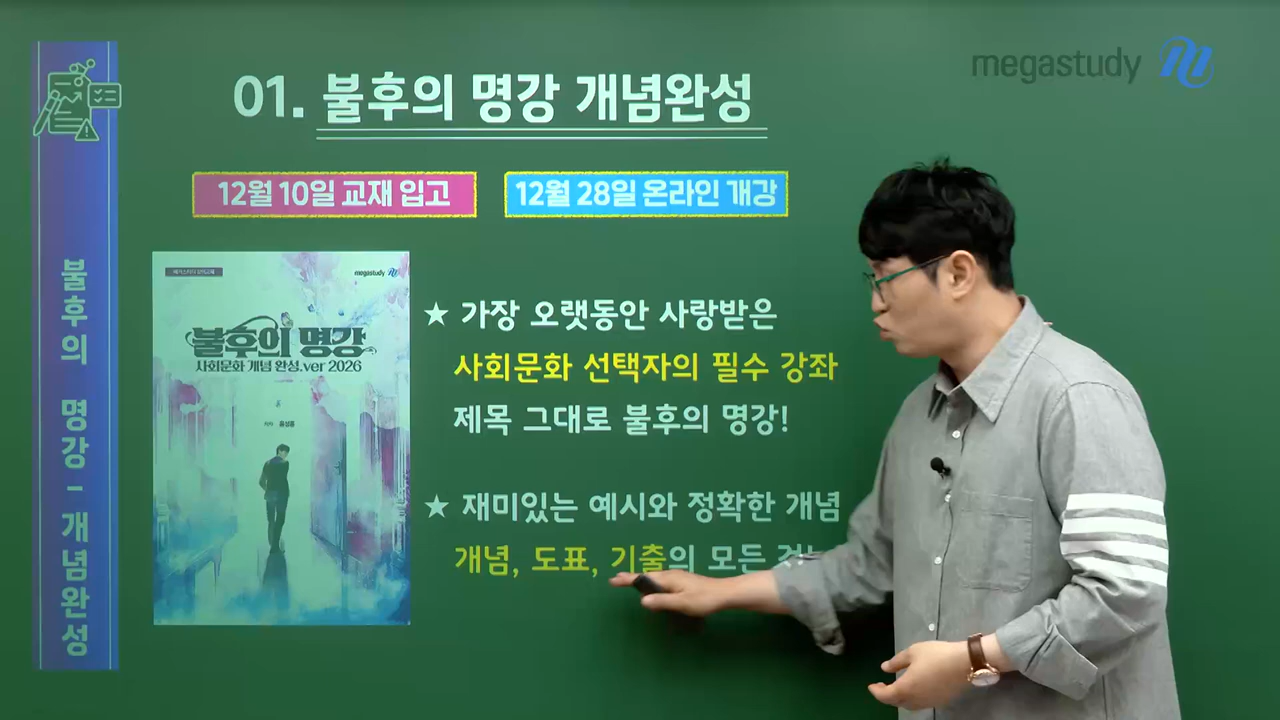 megastudy
01. 불후의 명강 개념완성
12월 10일 교재 입고
12월 28일 온라인 개강
불후의 명강 - 개념완성
megastudy
불후의 명강
사회문화 개념 완성.ver 2026
저자
★ 가장 오랫동안 사랑받은
사회문화 선택자의 필수 강좌
제목 그대로 불후의 명강!
★ 재미있는 예시와 정확한 개념
개념, 도표, 기출의 모든